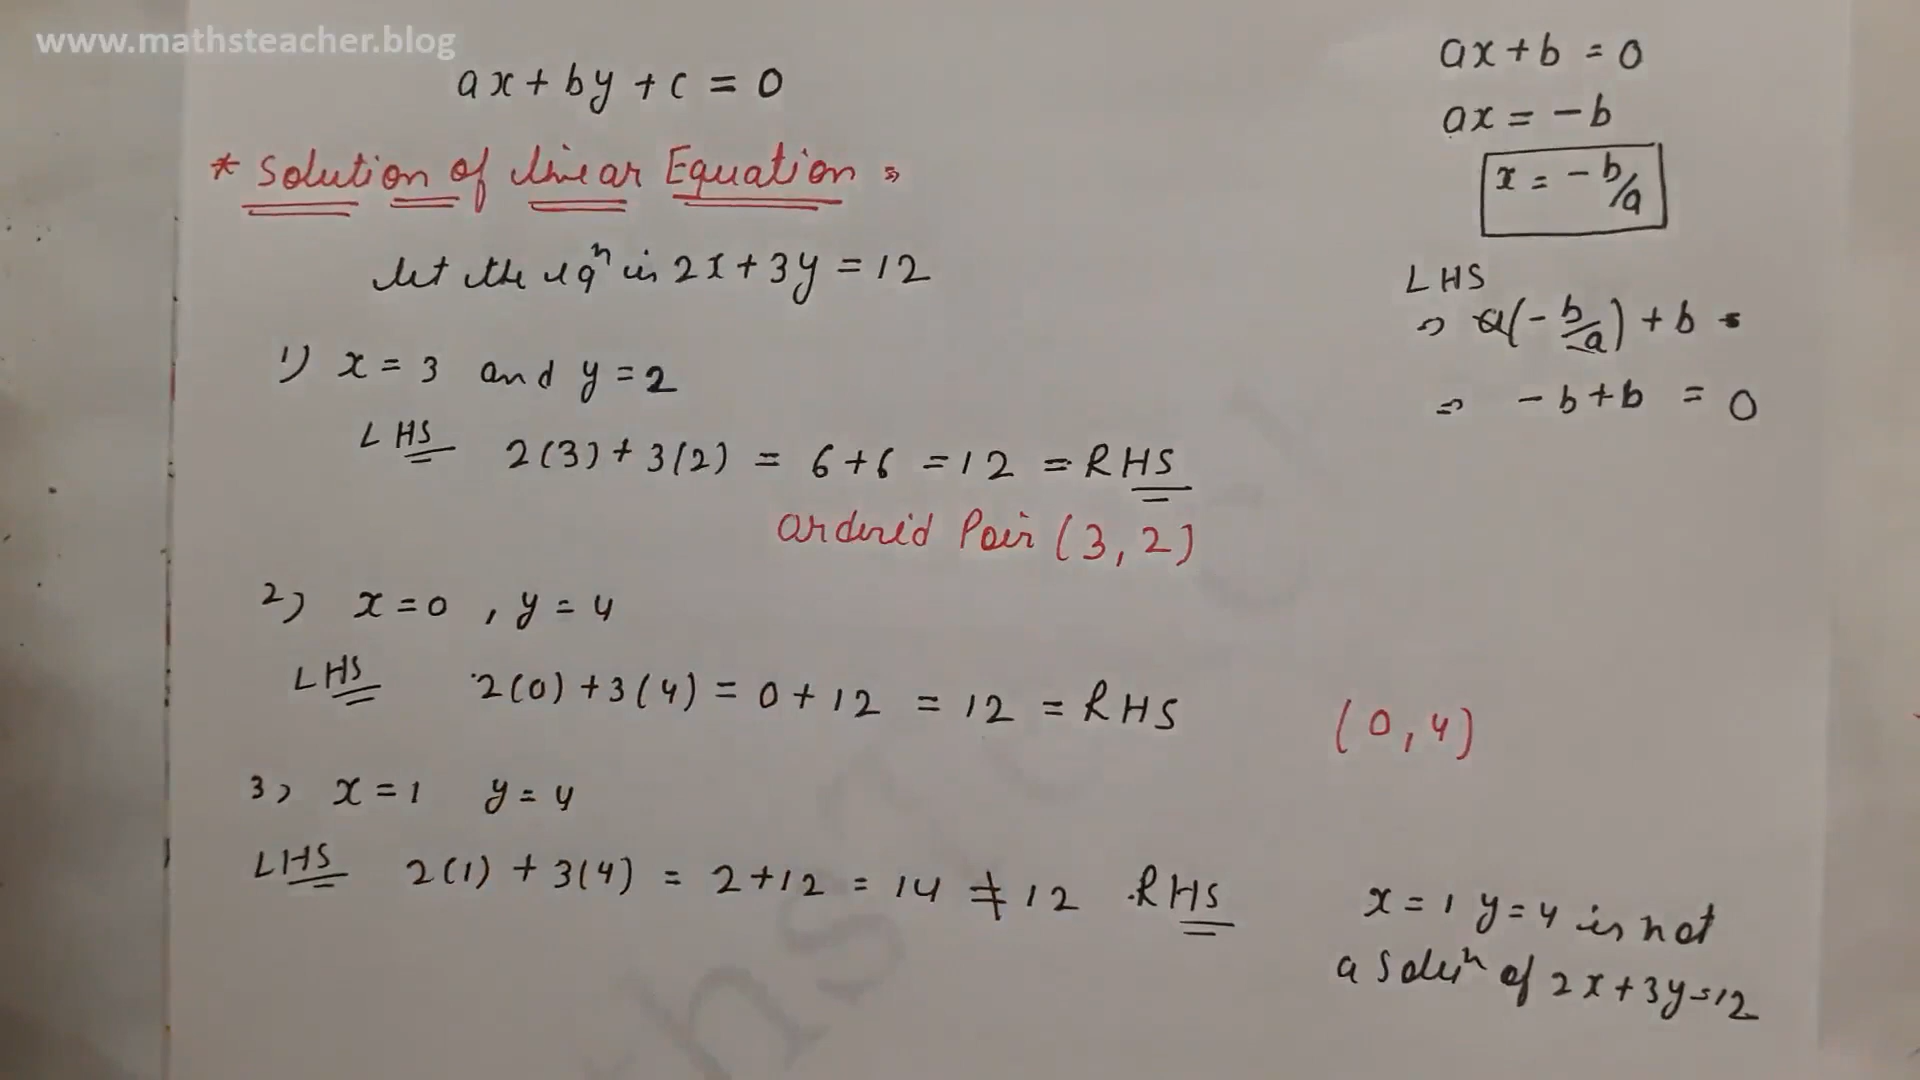 www.mathsteacher.blog
ax + by + c = 0
* Solution of linear Equation ⇒
let the eqⁿ is 2x + 3y = 12
1) x = 3 and y = 2
LHS 2(3) + 3(2) = 6 + 6 = 12 = RHS
Ordered Pair (3, 2)
2) x = 0 , y = 4
LHS 2(0) + 3(4) = 0 + 12 = 12 = RHS
(0, 4)
3) x = 1 y = 4
LHS 2(1) + 3(4) = 2 + 12 = 14 ≠ 12 RHS
x = 1 y = 4 is not
a soluⁿ of 2x + 3y = 12
ax + b = 0
ax = -b
x = -b/a
LHS
⇒ a(-b/a) + b =
⇒ -b + b = 0